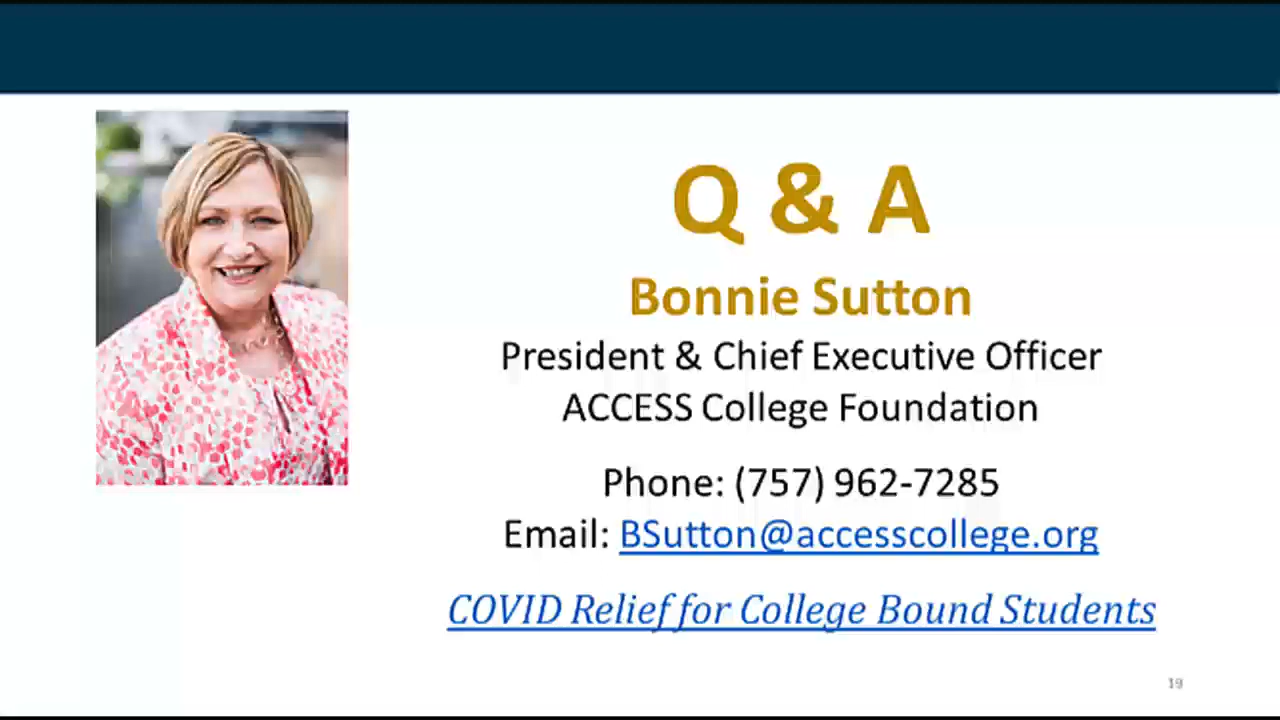 Q & A
Bonnie Sutton
President & Chief Executive Officer
ACCESS College Foundation
Phone: (757) 962-7285
Email: BSutton@accesscollege.org
COVID Relief for College Bound Students
19